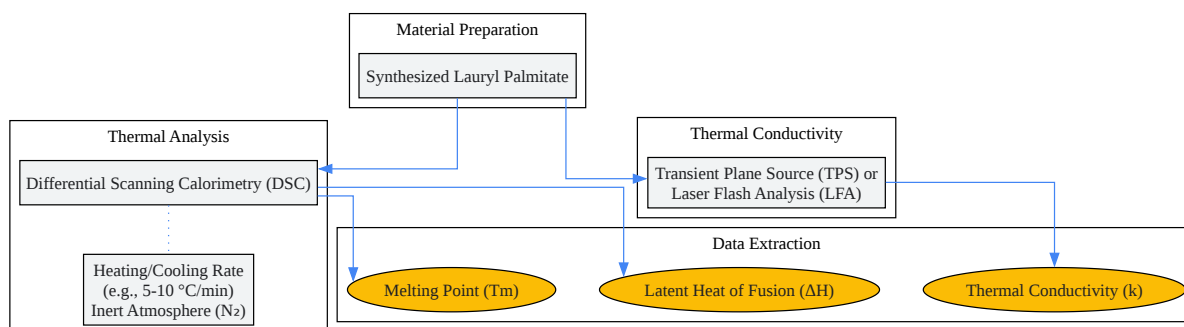 Material Preparation
Synthesized Lauryl Palmitate
Thermal Analysis
Differential Scanning Calorimetry (DSC)
Heating/Cooling Rate
(e.g., 5-10 °C/min)
Inert Atmosphere (N₂)
Thermal Conductivity
Transient Plane Source (TPS) or
Laser Flash Analysis (LFA)
Data Extraction
Melting Point (Tm)
Latent Heat of Fusion (ΔH)
Thermal Conductivity (k)